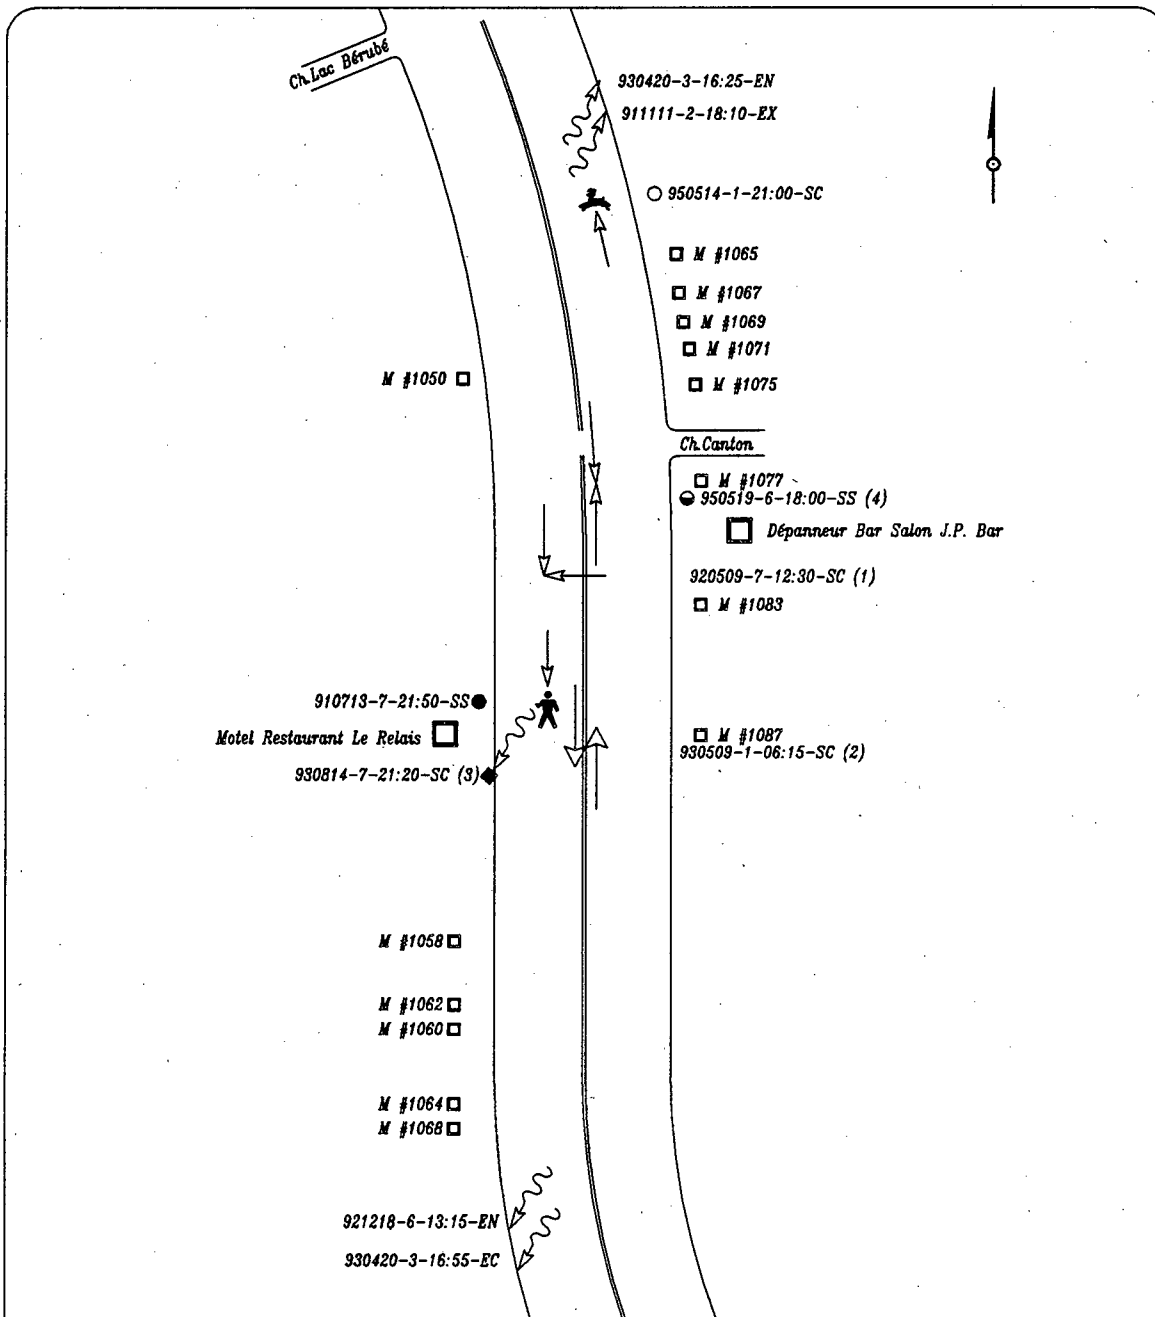 Ch.Lac Bérubé
930420-3-16:25-EN
911111-2-18:10-EX
950514-1-21:00-SC
M #1065
M #1067
M #1069
M #1071
M #1050
M #1075
Ch.Canton
M #1077
950519-6-18:00-SS (4)
Dépanneur Bar Salon J.P. Bar
920509-7-12:30-SC (1)
M #1083
910713-7-21:50-SS
Motel Restaurant Le Relais
M #1087
930509-1-06:15-SC (2)
930814-7-21:20-SC (3)
M #1058
M #1062
M #1060
M #1064
M #1068
921218-6-13:15-EN
930420-3-16:55-EC